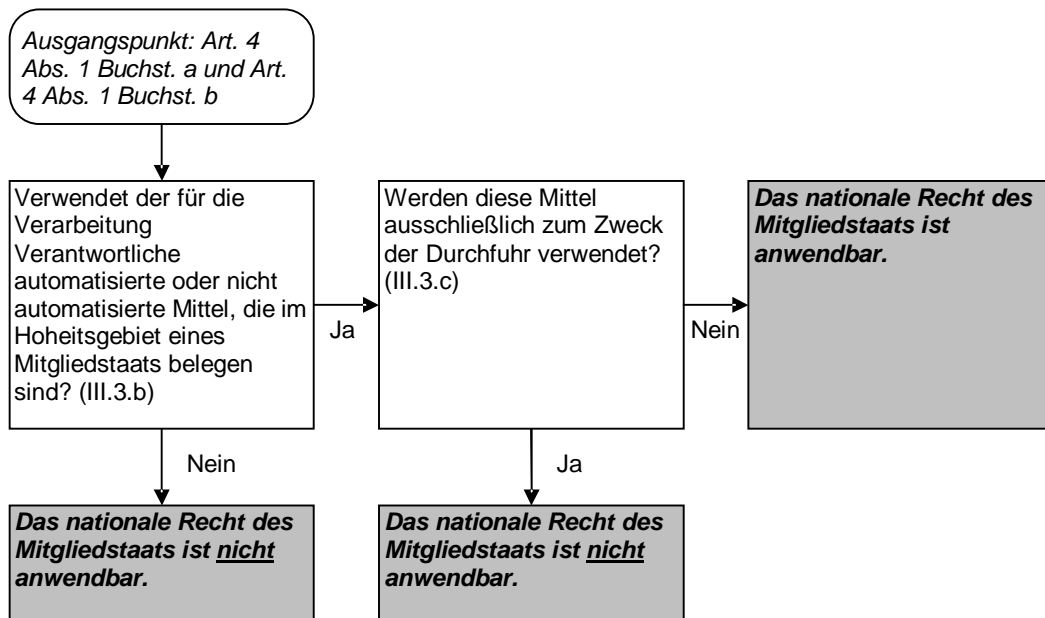 Ausgangspunkt: Art. 4
Abs. 1 Buchst. a und Art.
4 Abs. 1 Buchst. b
Verwendet der für die
Verarbeitung
Verantwortliche
automatisierte oder nicht
automatisierte Mittel, die im
Hoheitsgebiet eines
Mitgliedstaats belegen
sind? (III.3.b)
Ja
Werden diese Mittel
ausschließlich zum Zweck
der Durchfuhr verwendet?
(III.3.c)
Nein
Das nationale Recht des
Mitgliedstaats ist
anwendbar.
Nein
Ja
Das nationale Recht des
Mitgliedstaats ist nicht
anwendbar.
Das nationale Recht des
Mitgliedstaats ist nicht
anwendbar.